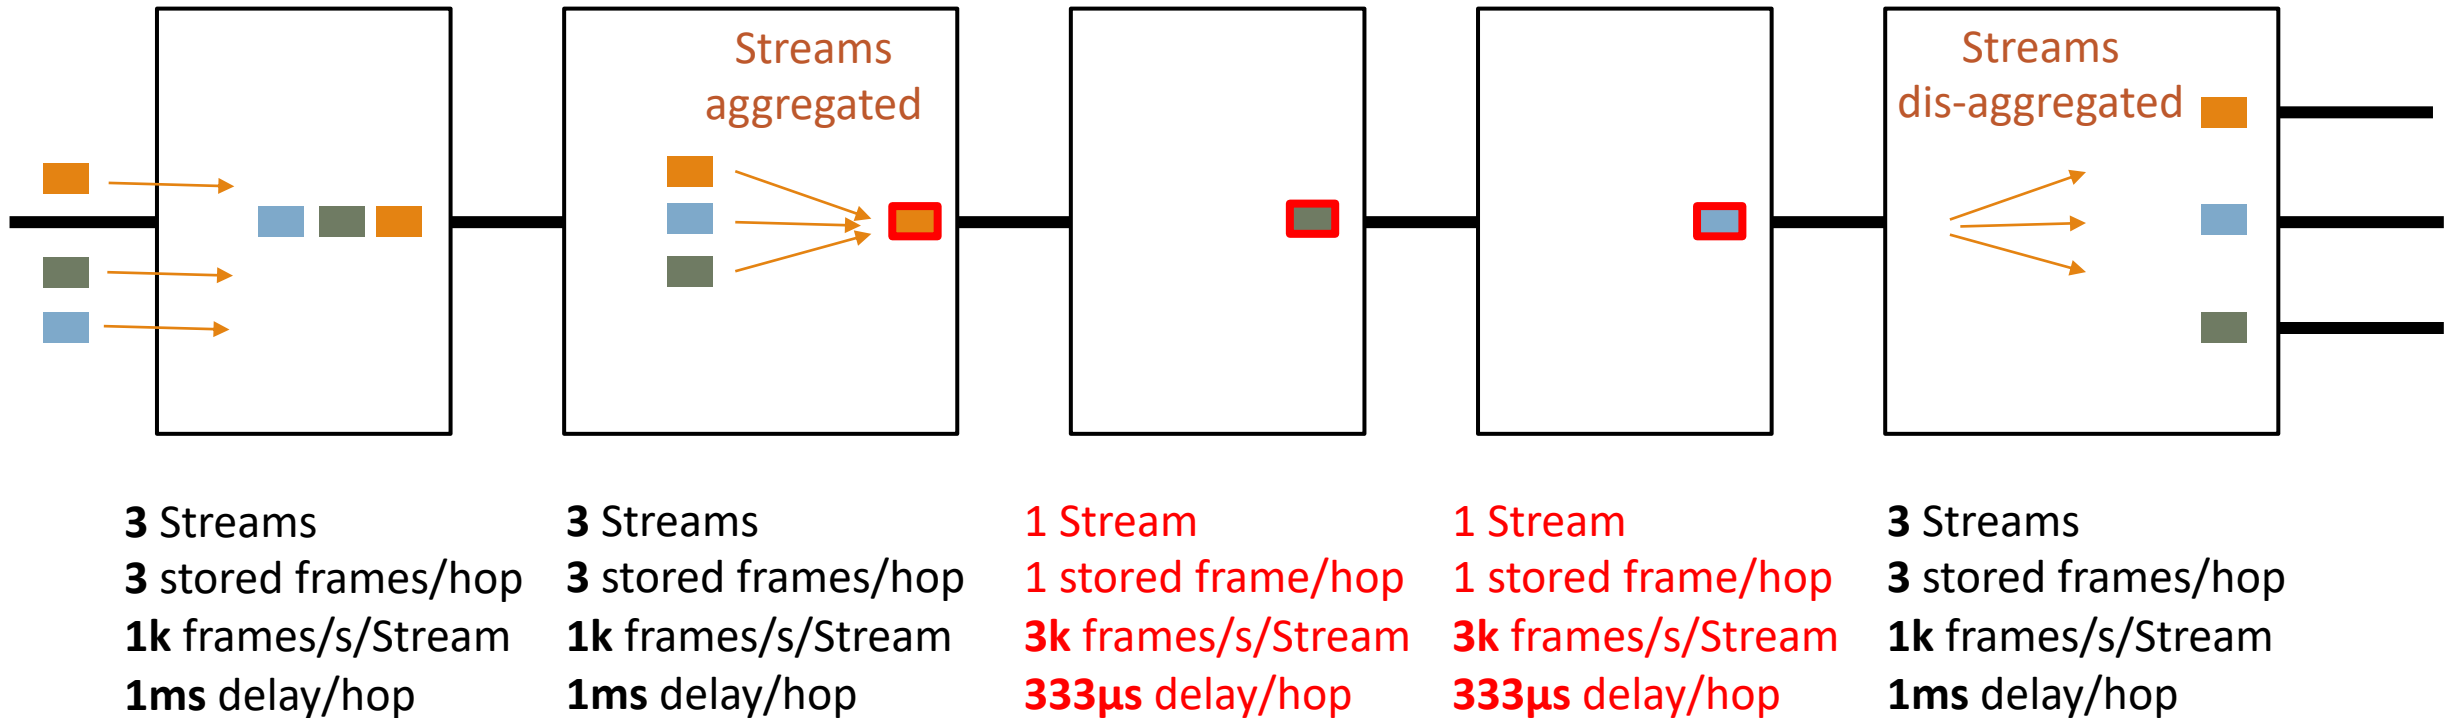 Streams
aggregated
Streams
dis-aggregated
3 Streams
3 stored frames/hop
1k frames/s/Stream
1ms delay/hop
3 Streams
3 stored frames/hop
1k frames/s/Stream
1ms delay/hop
1 Stream
1 stored frame/hop
3k frames/s/Stream
333µs delay/hop
1 Stream
1 stored frame/hop
3k frames/s/Stream
333µs delay/hop
3 Streams
3 stored frames/hop
1k frames/s/Stream
1ms delay/hop